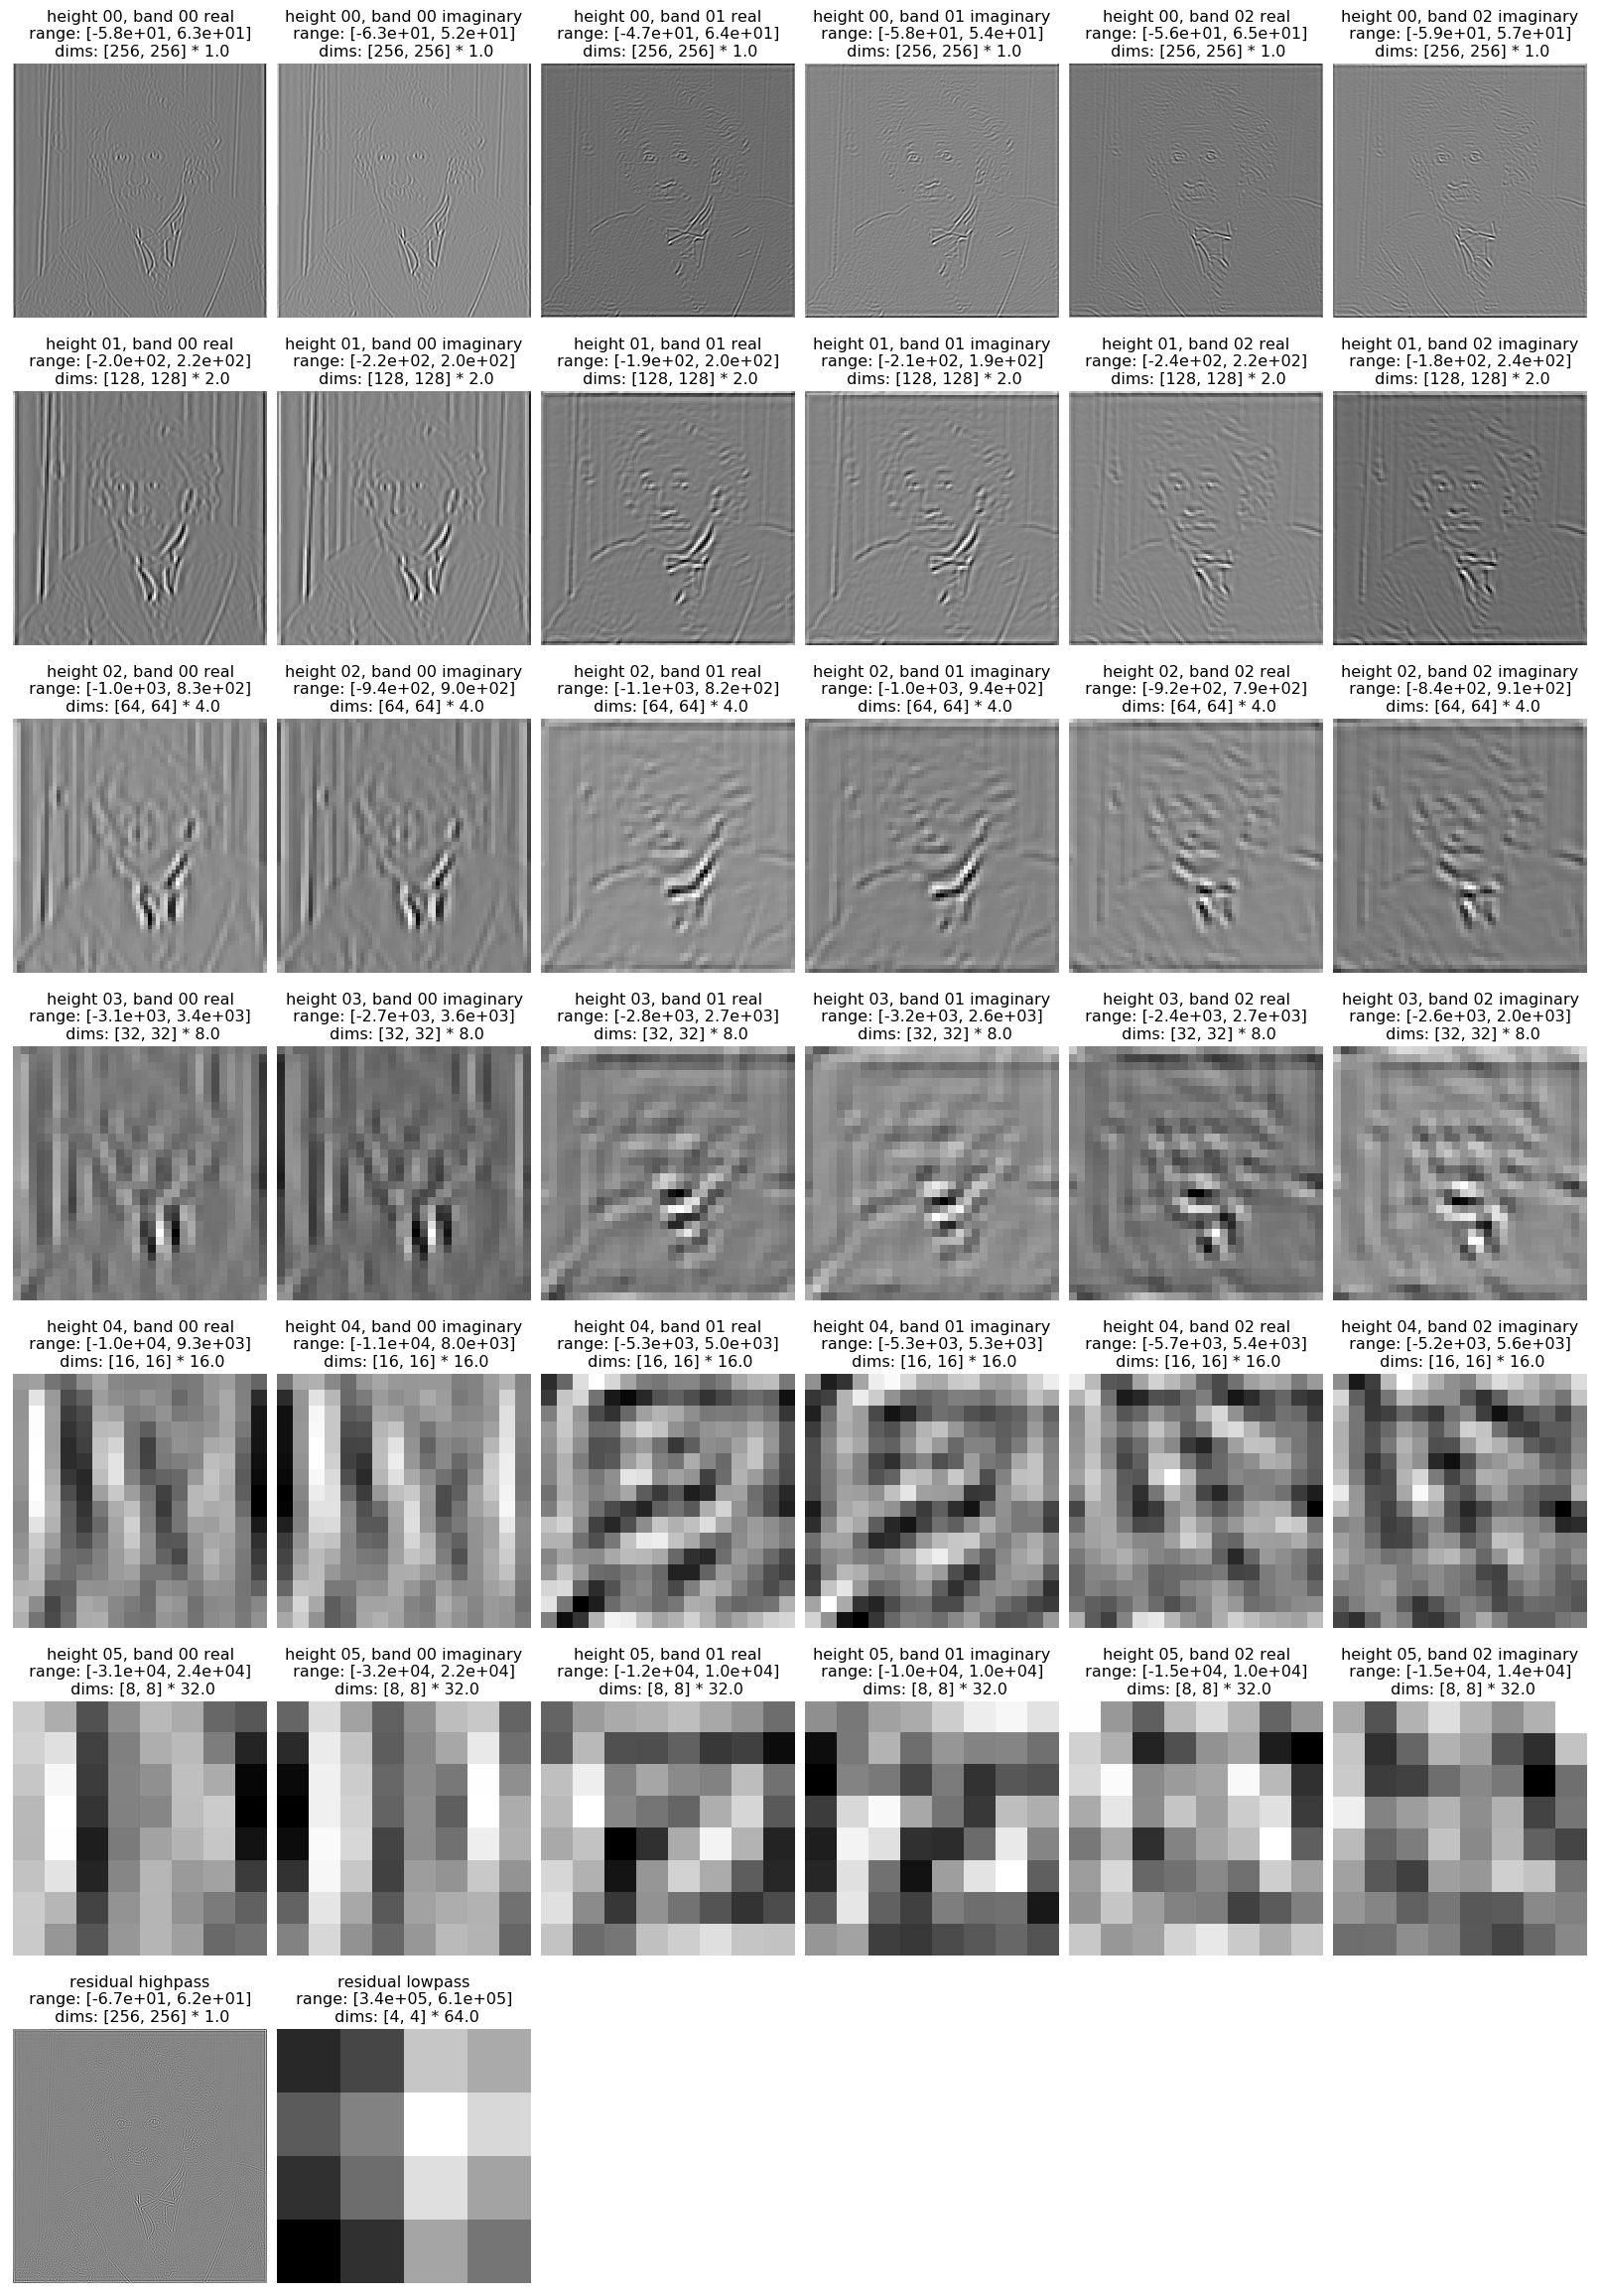 height 00, band 00 real
range: [-5.8e+01, 6.3e+01]
dims: [256, 256] * 1.0
height 00, band 00 imaginary
range: [-6.3e+01, 5.2e+01]
dims: [256, 256] * 1.0
height 00, band 01 real
range: [-4.7e+01, 6.4e+01]
dims: [256, 256] * 1.0
height 00, band 01 imaginary
range: [-5.8e+01, 5.4e+01]
dims: [256, 256] * 1.0
height 00, band 02 real
range: [-5.6e+01, 6.5e+01]
dims: [256, 256] * 1.0
height 00, band 02 imaginary
range: [-5.9e+01, 5.7e+01]
dims: [256, 256] * 1.0
height 01, band 00 real
range: [-2.0e+02, 2.2e+02]
dims: [128, 128] * 2.0
height 01, band 00 imaginary
range: [-2.2e+02, 2.0e+02]
dims: [128, 128] * 2.0
height 01, band 01 real
range: [-1.9e+02, 2.0e+02]
dims: [128, 128] * 2.0
height 01, band 01 imaginary
range: [-2.1e+02, 1.9e+02]
dims: [128, 128] * 2.0
height 01, band 02 real
range: [-2.4e+02, 2.2e+02]
dims: [128, 128] * 2.0
height 01, band 02 imaginary
range: [-1.8e+02, 2.4e+02]
dims: [128, 128] * 2.0
height 02, band 00 real
range: [-1.0e+03, 8.3e+02]
dims: [64, 64] * 4.0
height 02, band 00 imaginary
range: [-9.4e+02, 9.0e+02]
dims: [64, 64] * 4.0
height 02, band 01 real
range: [-1.1e+03, 8.2e+02]
dims: [64, 64] * 4.0
height 02, band 01 imaginary
range: [-1.0e+03, 9.4e+02]
dims: [64, 64] * 4.0
height 02, band 02 real
range: [-9.2e+02, 7.9e+02]
dims: [64, 64] * 4.0
height 02, band 02 imaginary
range: [-8.4e+02, 9.1e+02]
dims: [64, 64] * 4.0
height 03, band 00 real
range: [-3.1e+03, 3.4e+03]
dims: [32, 32] * 8.0
height 03, band 00 imaginary
range: [-2.7e+03, 3.6e+03]
dims: [32, 32] * 8.0
height 03, band 01 real
range: [-2.8e+03, 2.7e+03]
dims: [32, 32] * 8.0
height 03, band 01 imaginary
range: [-3.2e+03, 2.6e+03]
dims: [32, 32] * 8.0
height 03, band 02 real
range: [-2.4e+03, 2.7e+03]
dims: [32, 32] * 8.0
height 03, band 02 imaginary
range: [-2.6e+03, 2.0e+03]
dims: [32, 32] * 8.0
height 04, band 00 real
range: [-1.0e+04, 9.3e+03]
dims: [16, 16] * 16.0
height 04, band 00 imaginary
range: [-1.1e+04, 8.0e+03]
dims: [16, 16] * 16.0
height 04, band 01 real
range: [-5.3e+03, 5.0e+03]
dims: [16, 16] * 16.0
height 04, band 01 imaginary
range: [-5.3e+03, 5.3e+03]
dims: [16, 16] * 16.0
height 04, band 02 real
range: [-5.7e+03, 5.4e+03]
dims: [16, 16] * 16.0
height 04, band 02 imaginary
range: [-5.2e+03, 5.6e+03]
dims: [16, 16] * 16.0
height 05, band 00 real
range: [-3.1e+04, 2.4e+04]
dims: [8, 8] * 32.0
height 05, band 00 imaginary
range: [-3.2e+04, 2.2e+04]
dims: [8, 8] * 32.0
height 05, band 01 real
range: [-1.2e+04, 1.0e+04]
dims: [8, 8] * 32.0
height 05, band 01 imaginary
range: [-1.0e+04, 1.0e+04]
dims: [8, 8] * 32.0
height 05, band 02 real
range: [-1.5e+04, 1.0e+04]
dims: [8, 8] * 32.0
height 05, band 02 imaginary
range: [-1.5e+04, 1.4e+04]
dims: [8, 8] * 32.0
residual highpass
range: [-6.7e+01, 6.2e+01]
dims: [256, 256] * 1.0
residual lowpass
range: [3.4e+05, 6.1e+05]
dims: [4, 4] * 64.0